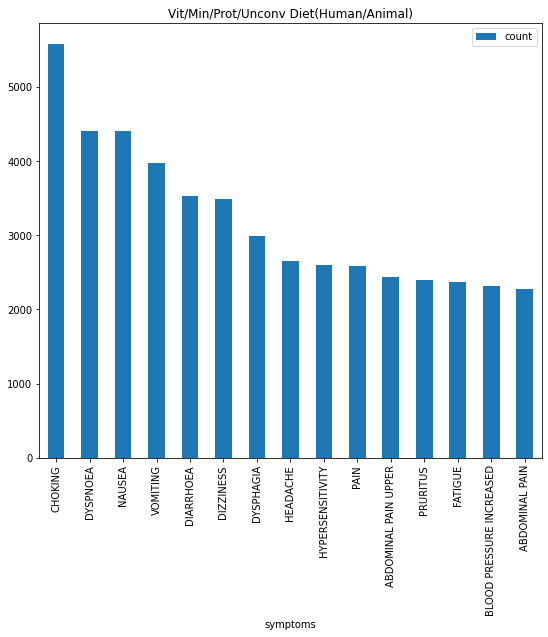 Vit/Min/Prot/Unconv Diet(Human/Animal)
count
5000
4000
3000
2000
1000
0
CHOKING
DYSPNOEA
NAUSEA
VOMITING
DIARRHOEA
DIZZINESS
DYSPHAGIA
HEADACHE
HYPERSENSITIVITY
PAIN
ABDOMINAL PAIN UPPER
PRURITUS
FATIGUE
BLOOD PRESSURE INCREASED
ABDOMINAL PAIN
symptoms